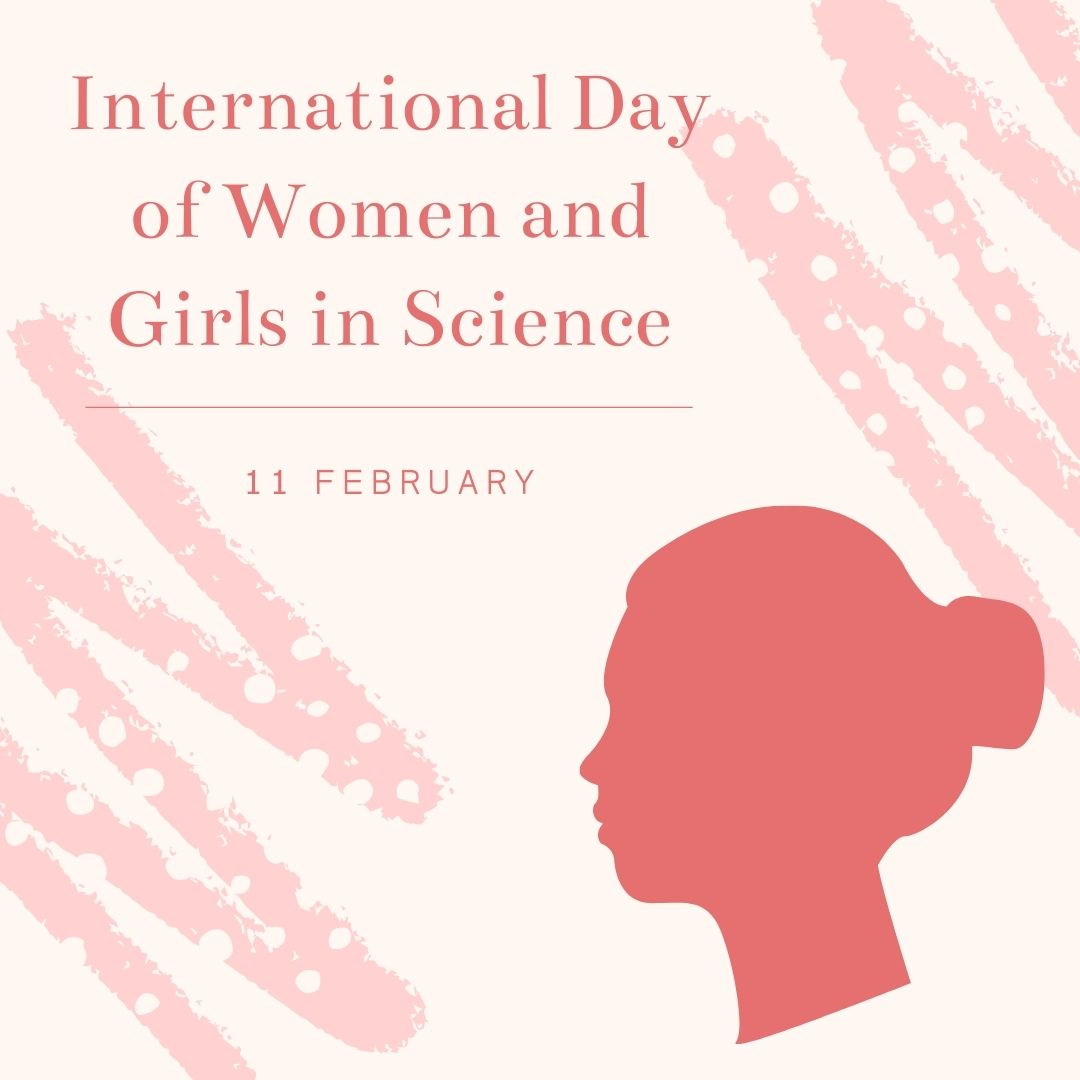 International Day
of Women and
Girls in Science
11 FEBRUARY